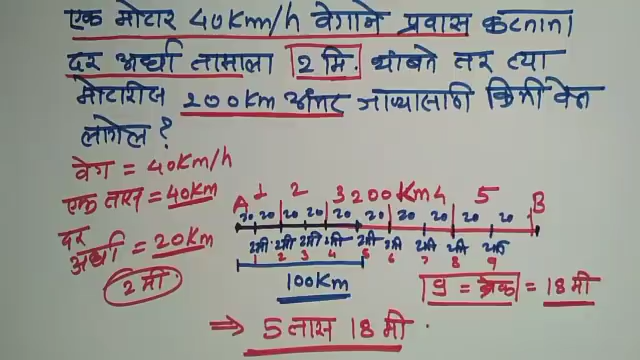 एक मोटार 40Km/h वेगाने प्रवास करताना
दर अर्ध्या तासाला 2 मि. थांबते तर त्या
मोटारीस 200Km अंतर जाण्यासाठी किती वेळ
लागेल?
वेग = 40Km/h
एक तास = 40Km
दर
अर्ध्या = 20Km
2 मी
1 2 3 200Km 4 5
A 20 20 20 20 20 20 20 20 20 B
2मी 2मी 2मी 2मी 2मी 2मी 2मी 2मी 2मी
1 2 3 4 5 6 7 8 9
100Km
9 = ब्रेक = 18 मी
⇒ 5 तास 18 मी.